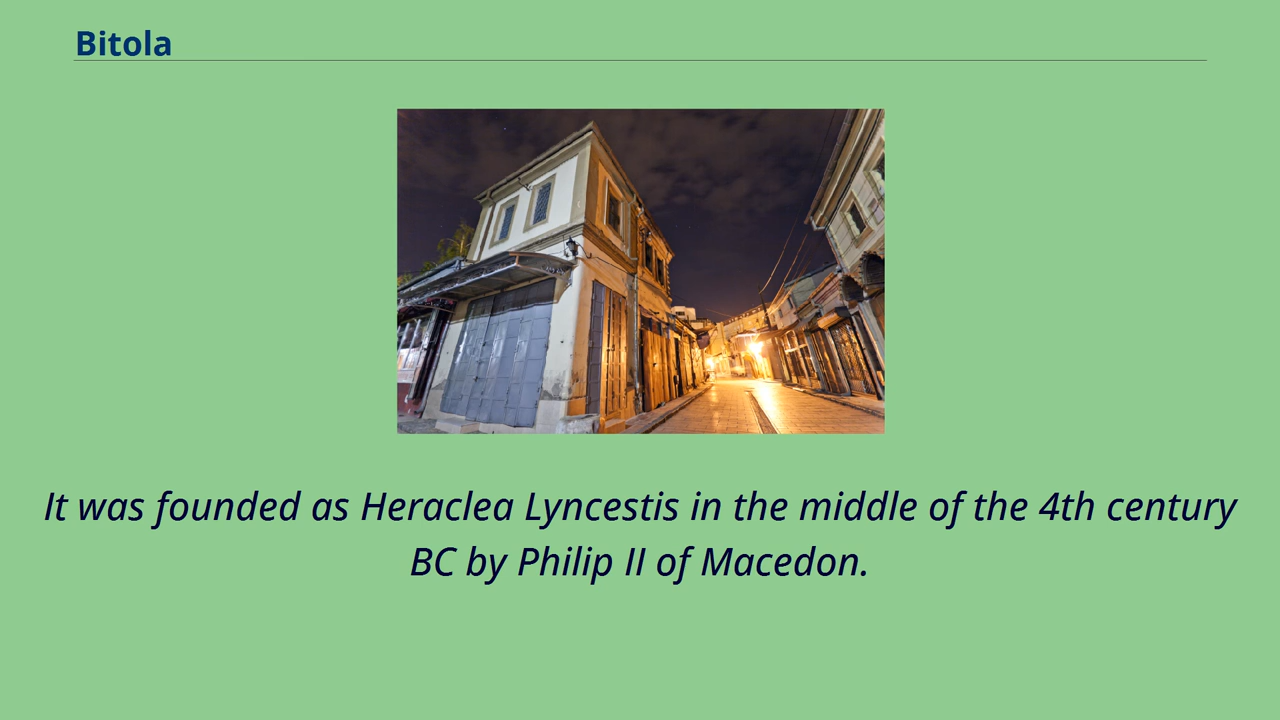 Bitola
It was founded as Heraclea Lyncestis in the middle of the 4th century
BC by Philip II of Macedon.